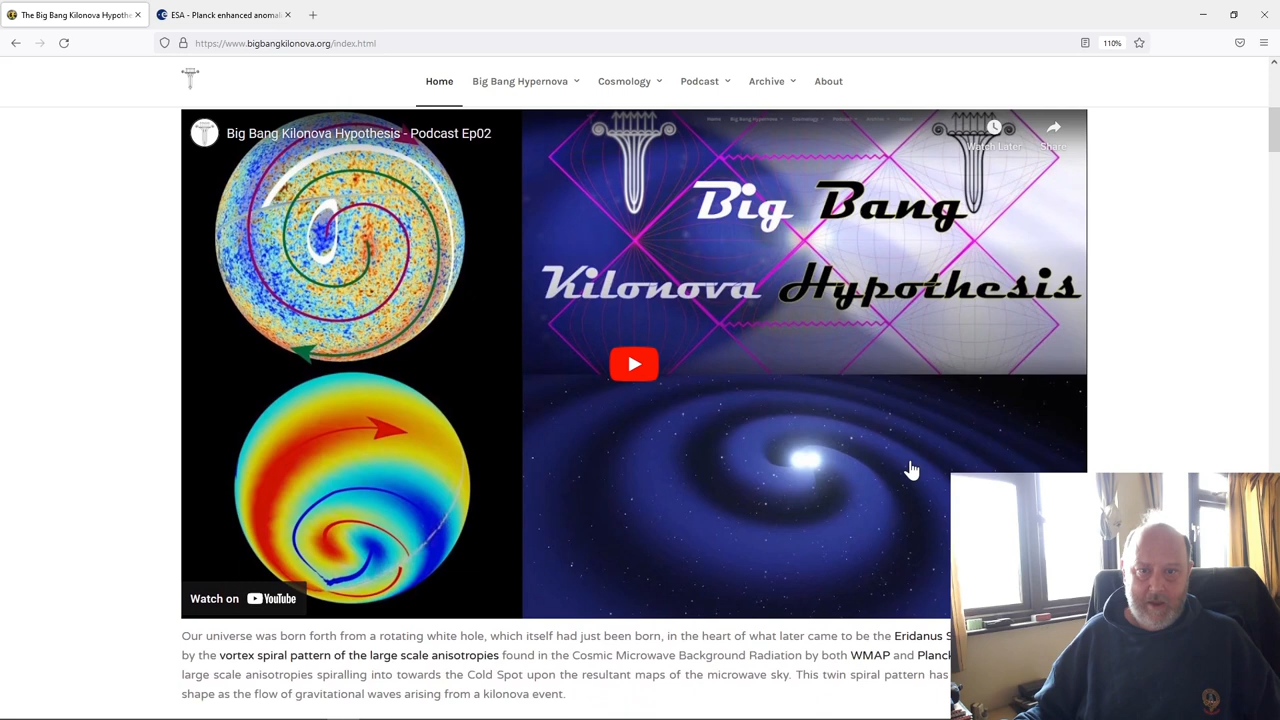 The Big Bang Kilonova Hypoth
ESA - Planck enhanced anomal
https://www.bigbangkilonova.org/index.html
110%
Home Big Bang Hypernova Cosmology Podcast Archive About
Big Bang Kilonova Hypothesis - Podcast Ep02
Watch Later Share
Big Bang
Kilonova Hypothesis
Watch on YouTube
Our universe was born forth from a rotating white hole, which itself had just been born, in the heart of what later came to be the Eridanus S
by the vortex spiral pattern of the large scale anisotropies found in the Cosmic Microwave Background Radiation by both WMAP and Planck
large scale anisotropies spiralling into towards the Cold Spot upon the resultant maps of the microwave sky. This twin spiral pattern has
shape as the flow of gravitational waves arising from a kilonova event.